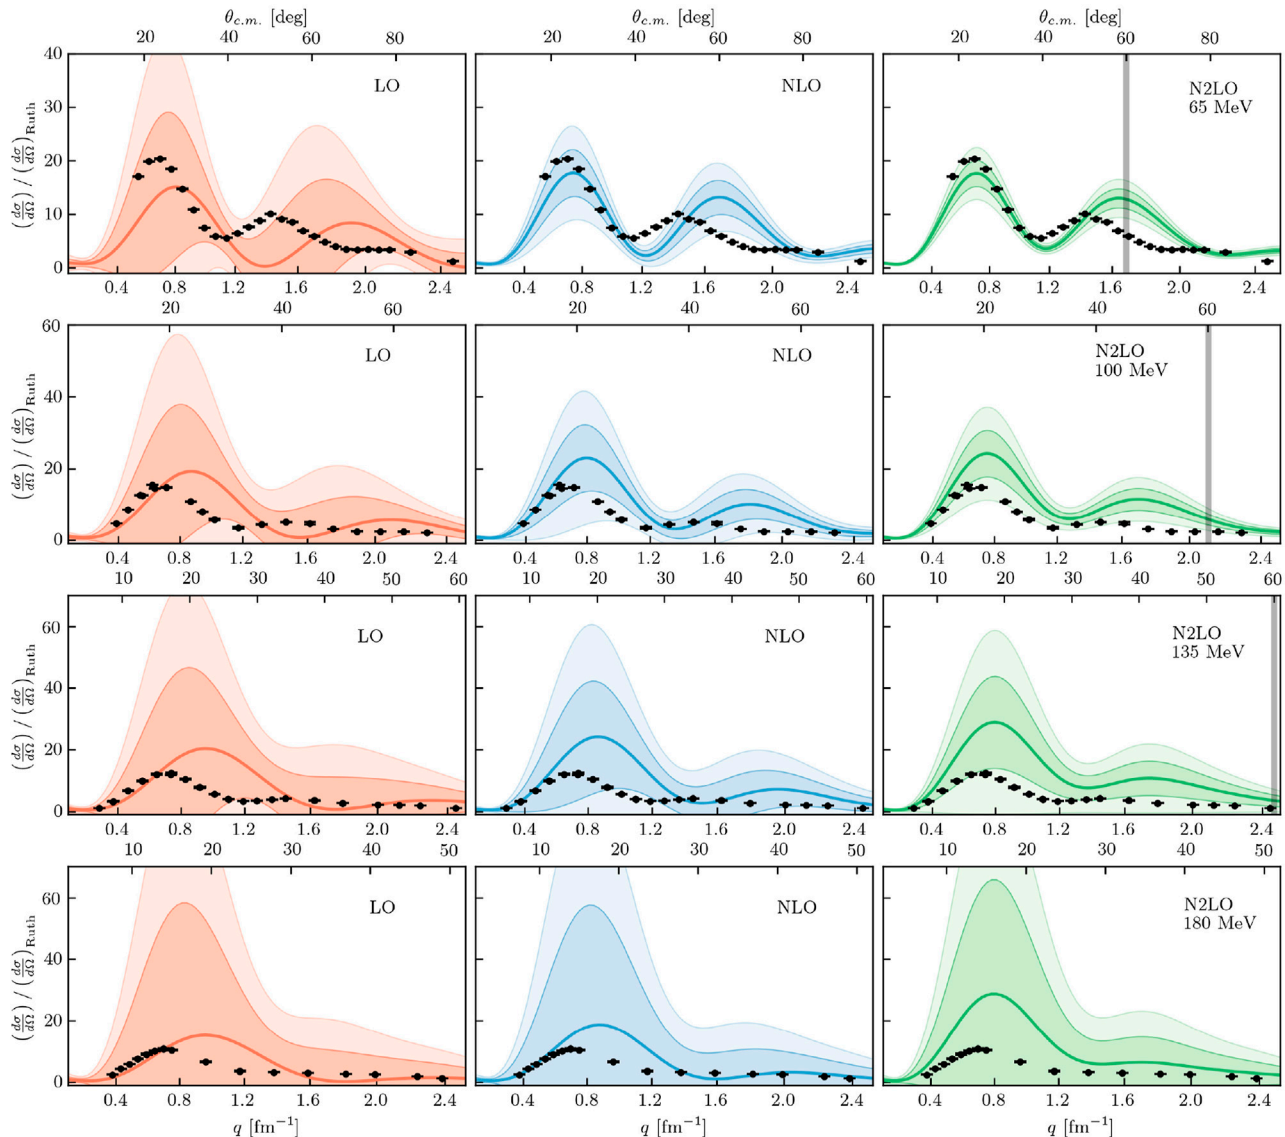 θc.m. [deg] θc.m. [deg] θc.m. [deg]
20 40 60 80 20 40 60 80 20 40 60 80
40
30
20
10
0
(dσ/dΩ) / (dσ/dΩ)Ruth
LO NLO N2LO
65 MeV
0.4 0.8 1.2 1.6 2.0 2.4 0.4 0.8 1.2 1.6 2.0 2.4 0.4 0.8 1.2 1.6 2.0 2.4
20 40 60 20 40 60 20 40 60
60
40
20
0
(dσ/dΩ) / (dσ/dΩ)Ruth
LO NLO N2LO
100 MeV
0.4 0.8 1.2 1.6 2.0 2.4 0.4 0.8 1.2 1.6 2.0 2.4 0.4 0.8 1.2 1.6 2.0 2.4
10 20 30 40 50 60 10 20 30 40 50 60 10 20 30 40 50 60
60
40
20
0
(dσ/dΩ) / (dσ/dΩ)Ruth
LO NLO N2LO
135 MeV
0.4 0.8 1.2 1.6 2.0 2.4 0.4 0.8 1.2 1.6 2.0 2.4 0.4 0.8 1.2 1.6 2.0 2.4
10 20 30 40 50 10 20 30 40 50 10 20 30 40 50
60
40
20
0
(dσ/dΩ) / (dσ/dΩ)Ruth
LO NLO N2LO
180 MeV
0.4 0.8 1.2 1.6 2.0 2.4 0.4 0.8 1.2 1.6 2.0 2.4 0.4 0.8 1.2 1.6 2.0 2.4
q [fm⁻¹] q [fm⁻¹] q [fm⁻¹]